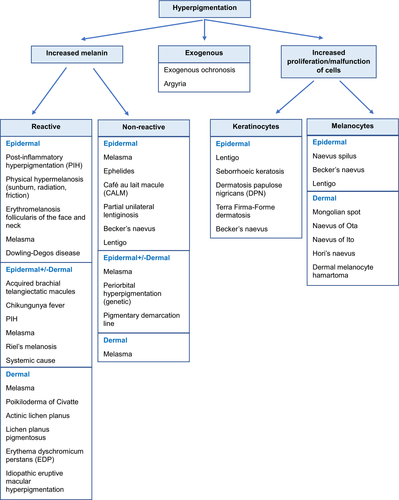 Hyperpigmentation
Increased melanin
Exogenous
Exogenous ochronosis
Argyria
Increased
proliferation/malfunction
of cells
Reactive
Epidermal
Post-inflammatory
hyperpigmentation (PIH)
Physical hypermelanosis
(sunburn, radiation,
friction)
Erythromelanosis
follicularis of the face and
neck
Melasma
Dowling-Degos disease
Epidermal+/-Dermal
Acquired brachial
telangiectatic macules
Chikungunya fever
PIH
Melasma
Riel's melanosis
Systemic cause
Dermal
Melasma
Poikiloderma of Civatte
Actinic lichen planus
Lichen planus
pigmentosus
Erythema dyschromicum
perstans (EDP)
Idiopathic eruptive
macular
hyperpigmentation
Non-reactive
Epidermal
Melasma
Ephelides
Café au lait macule (CALM)
Partial unilateral
lentiginosis
Becker's naevus
Lentigo
Epidermal+/-Dermal
Melasma
Periorbital
hyperpigmentation
(genetic)
Pigmentary demarcation
line
Dermal
Melasma
Keratinocytes
Epidermal
Lentigo
Seborrhoeic keratosis
Dermatosis papulose
nigricans (DPN)
Terra Firma-Forme
dermatosis
Becker's naevus
Melanocytes
Epidermal
Naevus spilus
Becker's naevus
Lentigo
Dermal
Mongolian spot
Naevus of Ota
Naevus of Ito
Hori's naevus
Dermal melanocyte
hamartoma